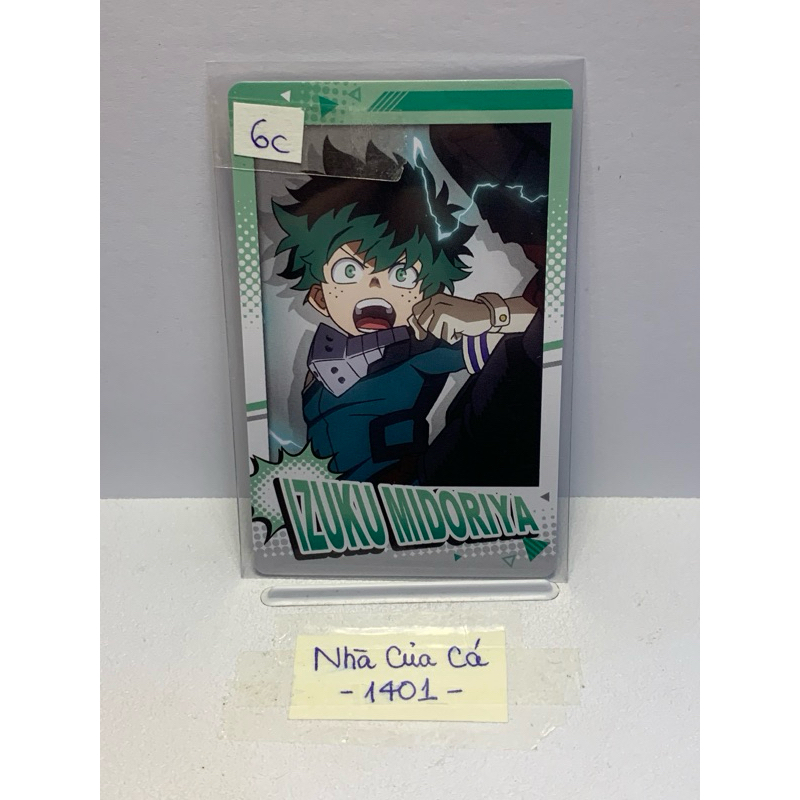 6c
IZUKU MIDORIYA
Nhà Của Cá
- 1401 -